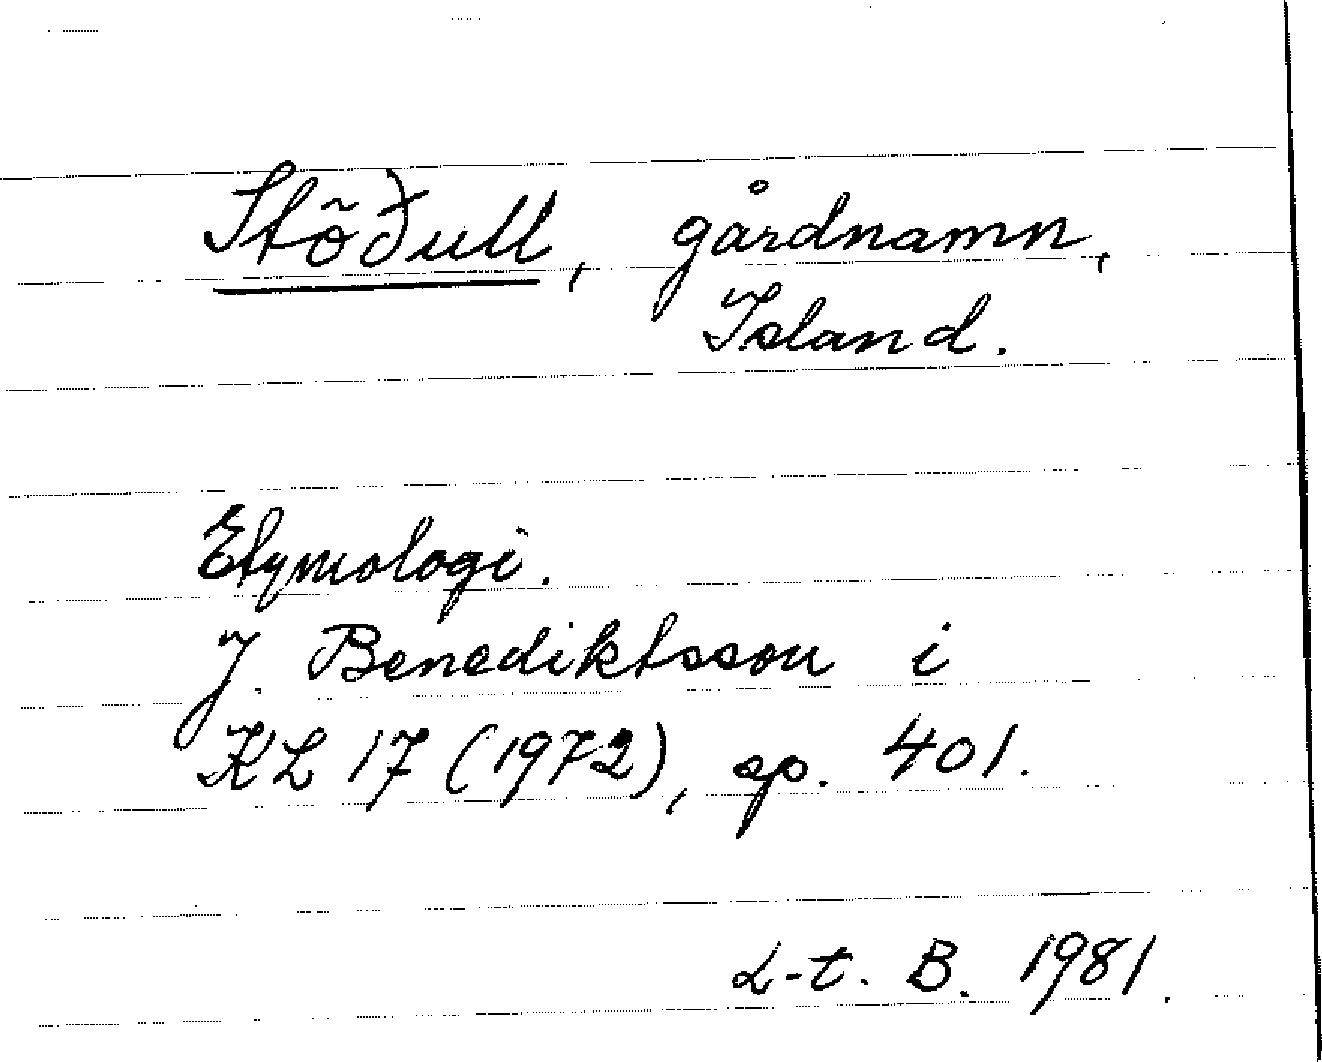 Stõðull, gårdnamn,
Island.
Etymologi.
J. Benediktsson i
KL 17 (1972), sp. 401.
L-t. B. 1981.